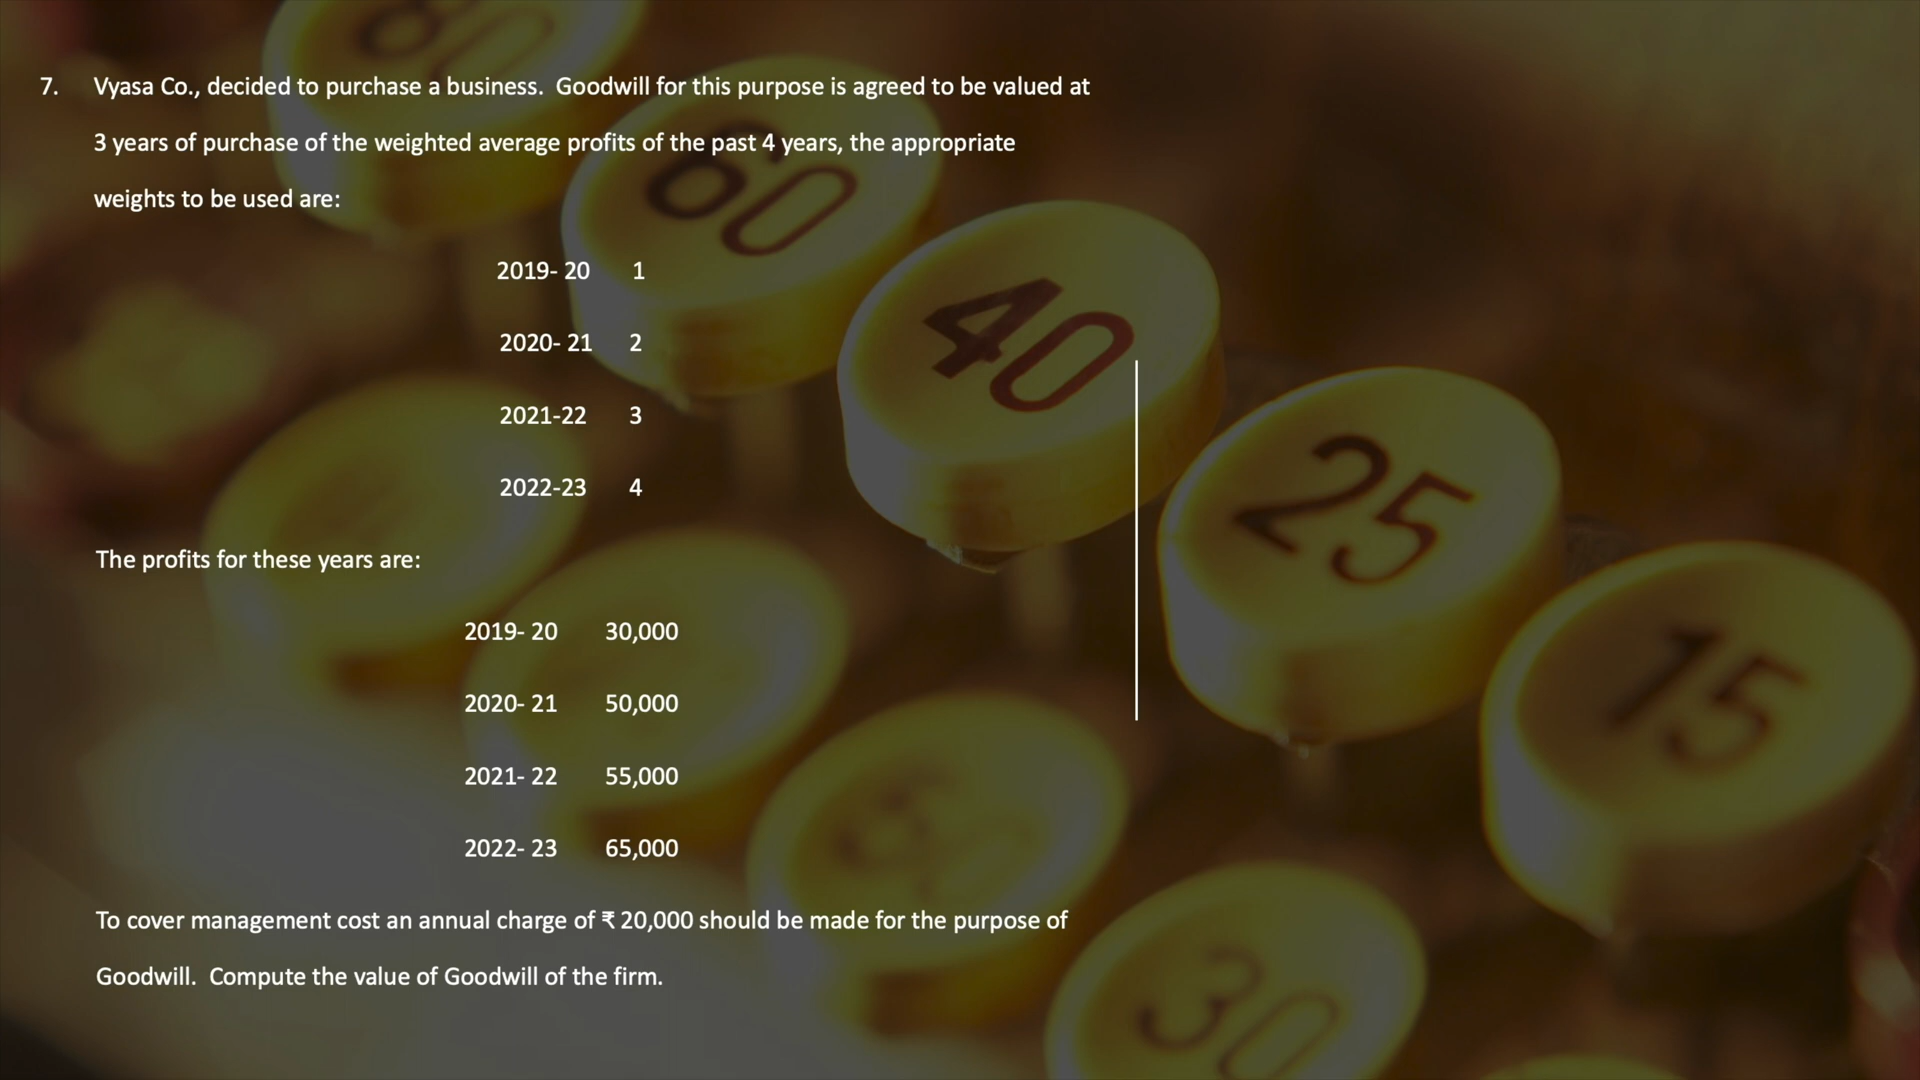 80
60
40
25
15
30
7. Vyasa Co., decided to purchase a business. Goodwill for this purpose is agreed to be valued at
3 years of purchase of the weighted average profits of the past 4 years, the appropriate
weights to be used are:
2019- 20 1
2020- 21 2
2021-22 3
2022-23 4
The profits for these years are:
2019- 20 30,000
2020- 21 50,000
2021- 22 55,000
2022- 23 65,000
To cover management cost an annual charge of ₹ 20,000 should be made for the purpose of
Goodwill. Compute the value of Goodwill of the firm.